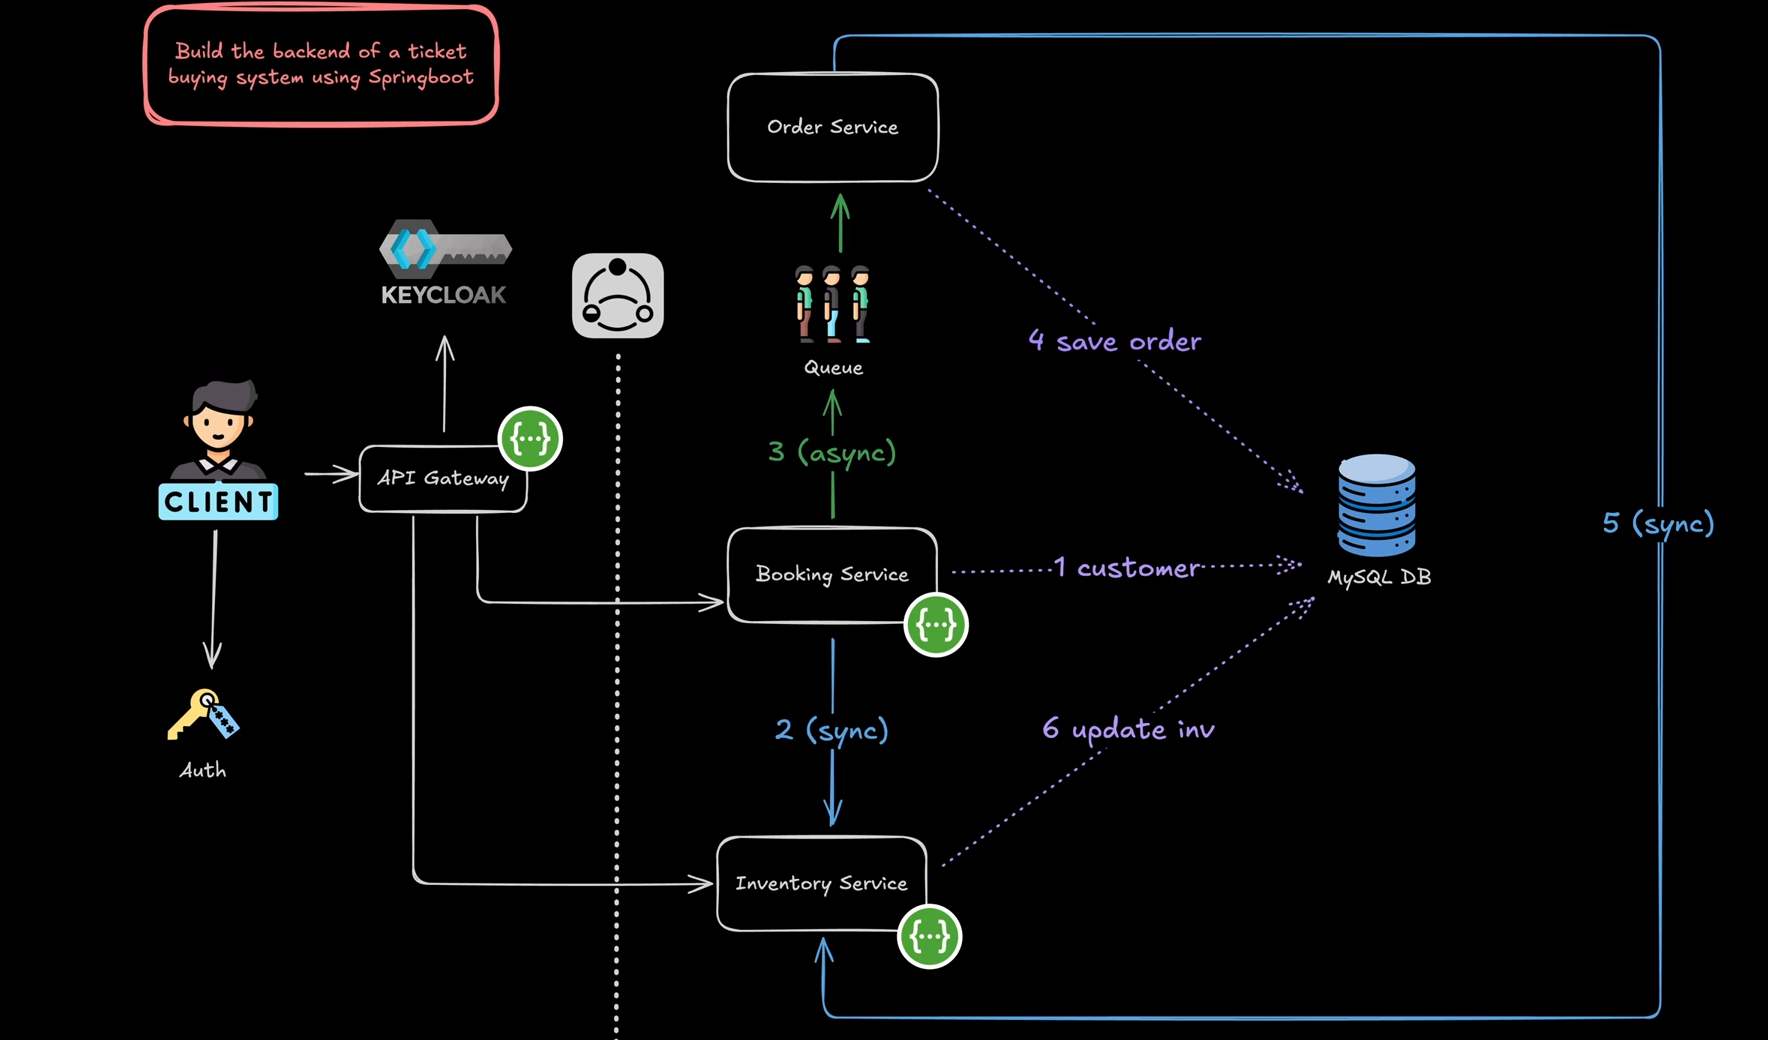 Build the backend of a ticket
buying system using Springboot
Order Service
KEYCLOAK
Queue
4 save order
3 (async)
{...}
API Gateway
CLIENT
5 (sync)
Booking Service
1 customer
MySQL DB
{...}
2 (sync)
6 update inv
Auth
Inventory Service
{...}